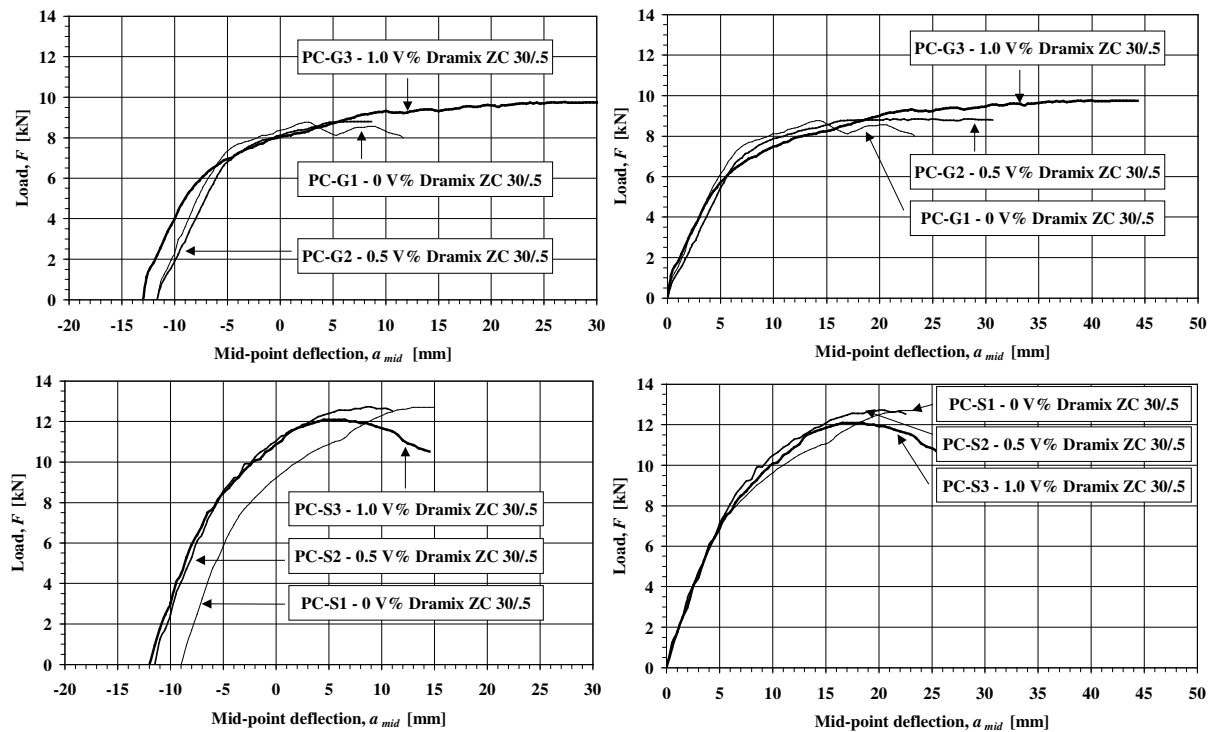 14
12
10
8
6
4
2
0
Load, F [kN]
PC-G3 - 1.0 V% Dramix ZC 30/.5
PC-G1 - 0 V% Dramix ZC 30/.5
PC-G2 - 0.5 V% Dramix ZC 30/.5
-20 -15 -10 -5 0 5 10 15 20 25 30
Mid-point deflection, a mid [mm]
14
12
10
8
6
4
2
0
Load, F [kN]
PC-G3 - 1.0 V% Dramix ZC 30/.5
PC-G2 - 0.5 V% Dramix ZC 30/.5
PC-G1 - 0 V% Dramix ZC 30/.5
0 5 10 15 20 25 30 35 40 45 50
Mid-point deflection, a mid [mm]
14
12
10
8
6
4
2
0
Load, F [kN]
PC-S3 - 1.0 V% Dramix ZC 30/.5
PC-S2 - 0.5 V% Dramix ZC 30/.5
PC-S1 - 0 V% Dramix ZC 30/.5
-20 -15 -10 -5 0 5 10 15 20 25 30
Mid-point deflection, a mid [mm]
14
12
10
8
6
4
2
0
Load, F [kN]
PC-S1 - 0 V% Dramix ZC 30/.5
PC-S2 - 0.5 V% Dramix ZC 30/.5
PC-S3 - 1.0 V% Dramix ZC 30/.5
0 5 10 15 20 25 30 35 40 45 50
Mid-point deflection, a mid [mm]